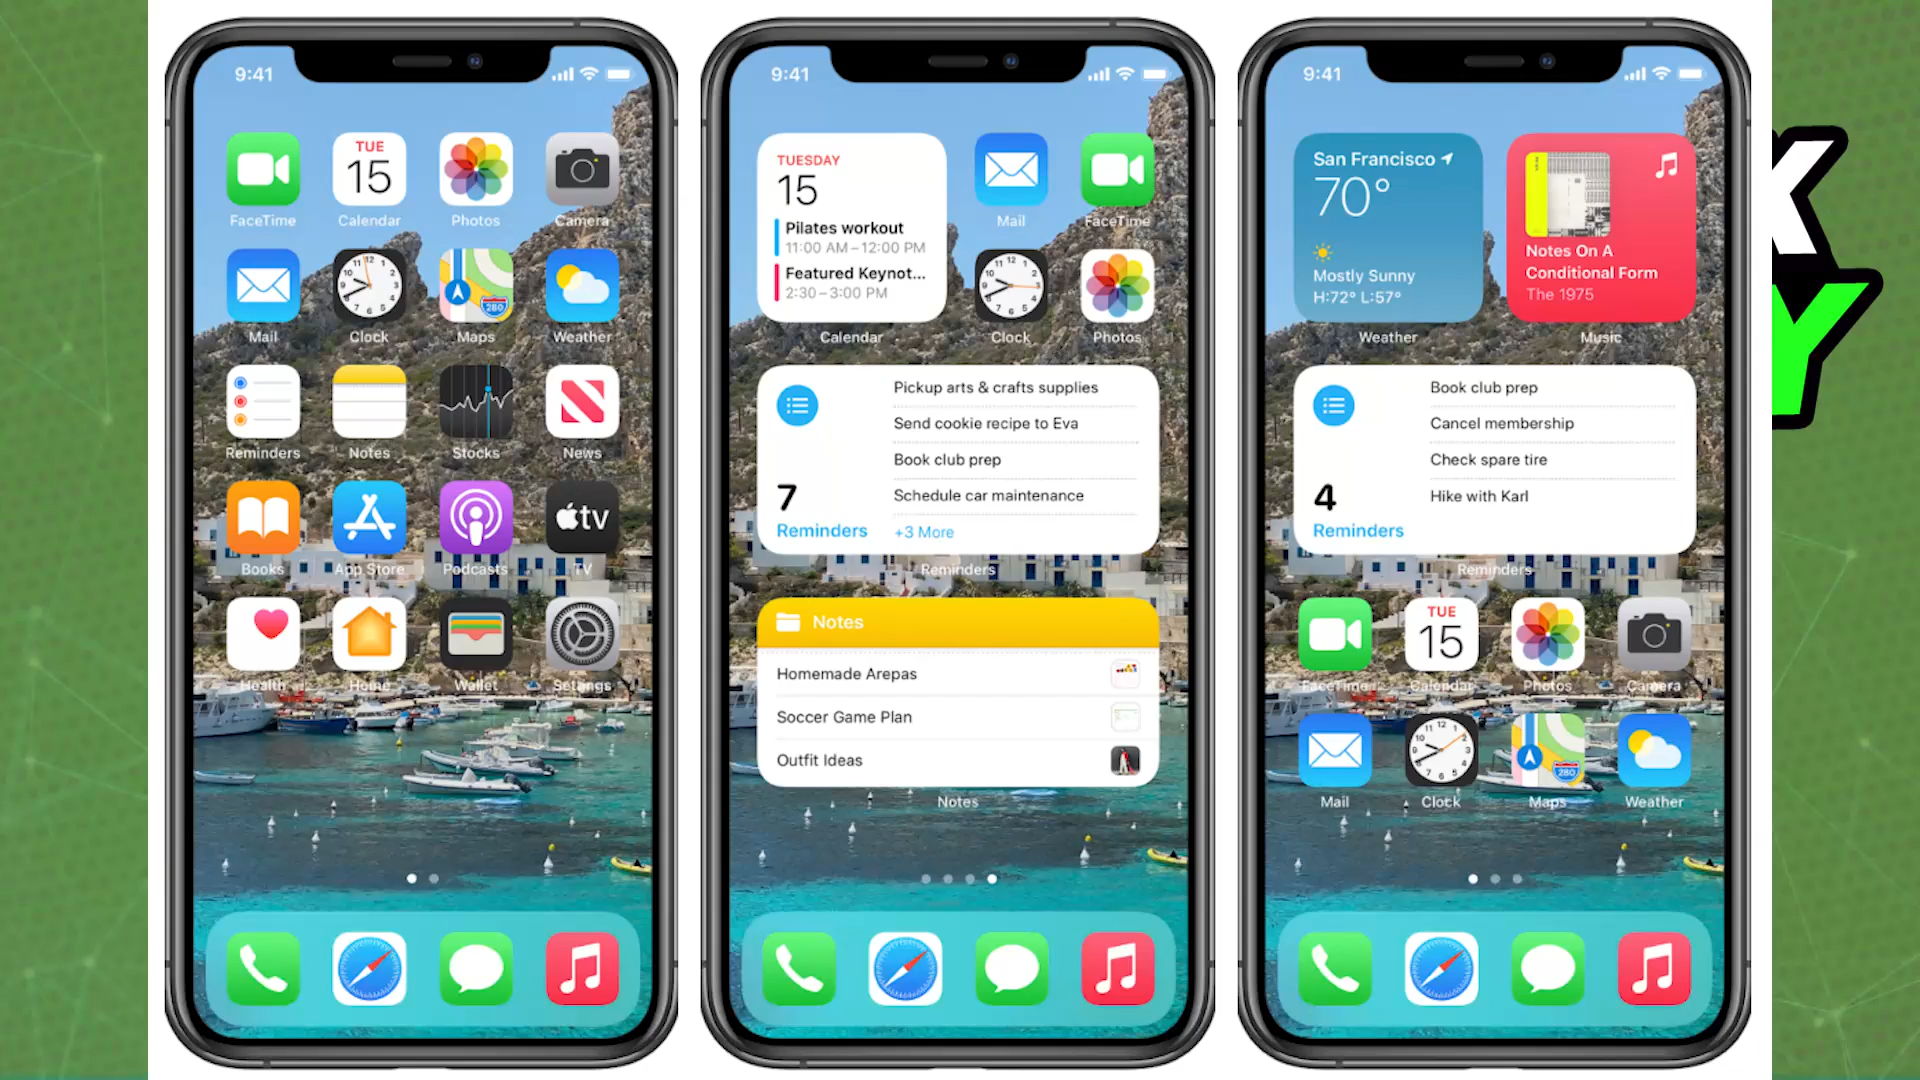 9:41
TUE
15
FaceTime
Calendar
Photos
Camera
280
Mail
Clock
Maps
Weather
Reminders
Notes
Stocks
News
tv
Books
App Store
Podcasts
TV
Health
Home
Wallet
Settings
9:41
TUESDAY
15
Pilates workout
11:00 AM – 12:00 PM
Featured Keynot...
2:30 – 3:00 PM
Calendar
Mail
FaceTime
Clock
Photos
Pickup arts & crafts supplies
Send cookie recipe to Eva
Book club prep
Schedule car maintenance
+3 More
7
Reminders
Reminders
Notes
Homemade Arepas
Soccer Game Plan
Outfit Ideas
Notes
9:41
San Francisco
70°
Mostly Sunny
H:72° L:57°
Weather
Notes On A
Conditional Form
The 1975
Music
Book club prep
Cancel membership
Check spare tire
Hike with Karl
4
Reminders
Reminders
TUE
15
FaceTime
Calendar
Photos
Camera
280
Mail
Clock
Maps
Weather
K
Y